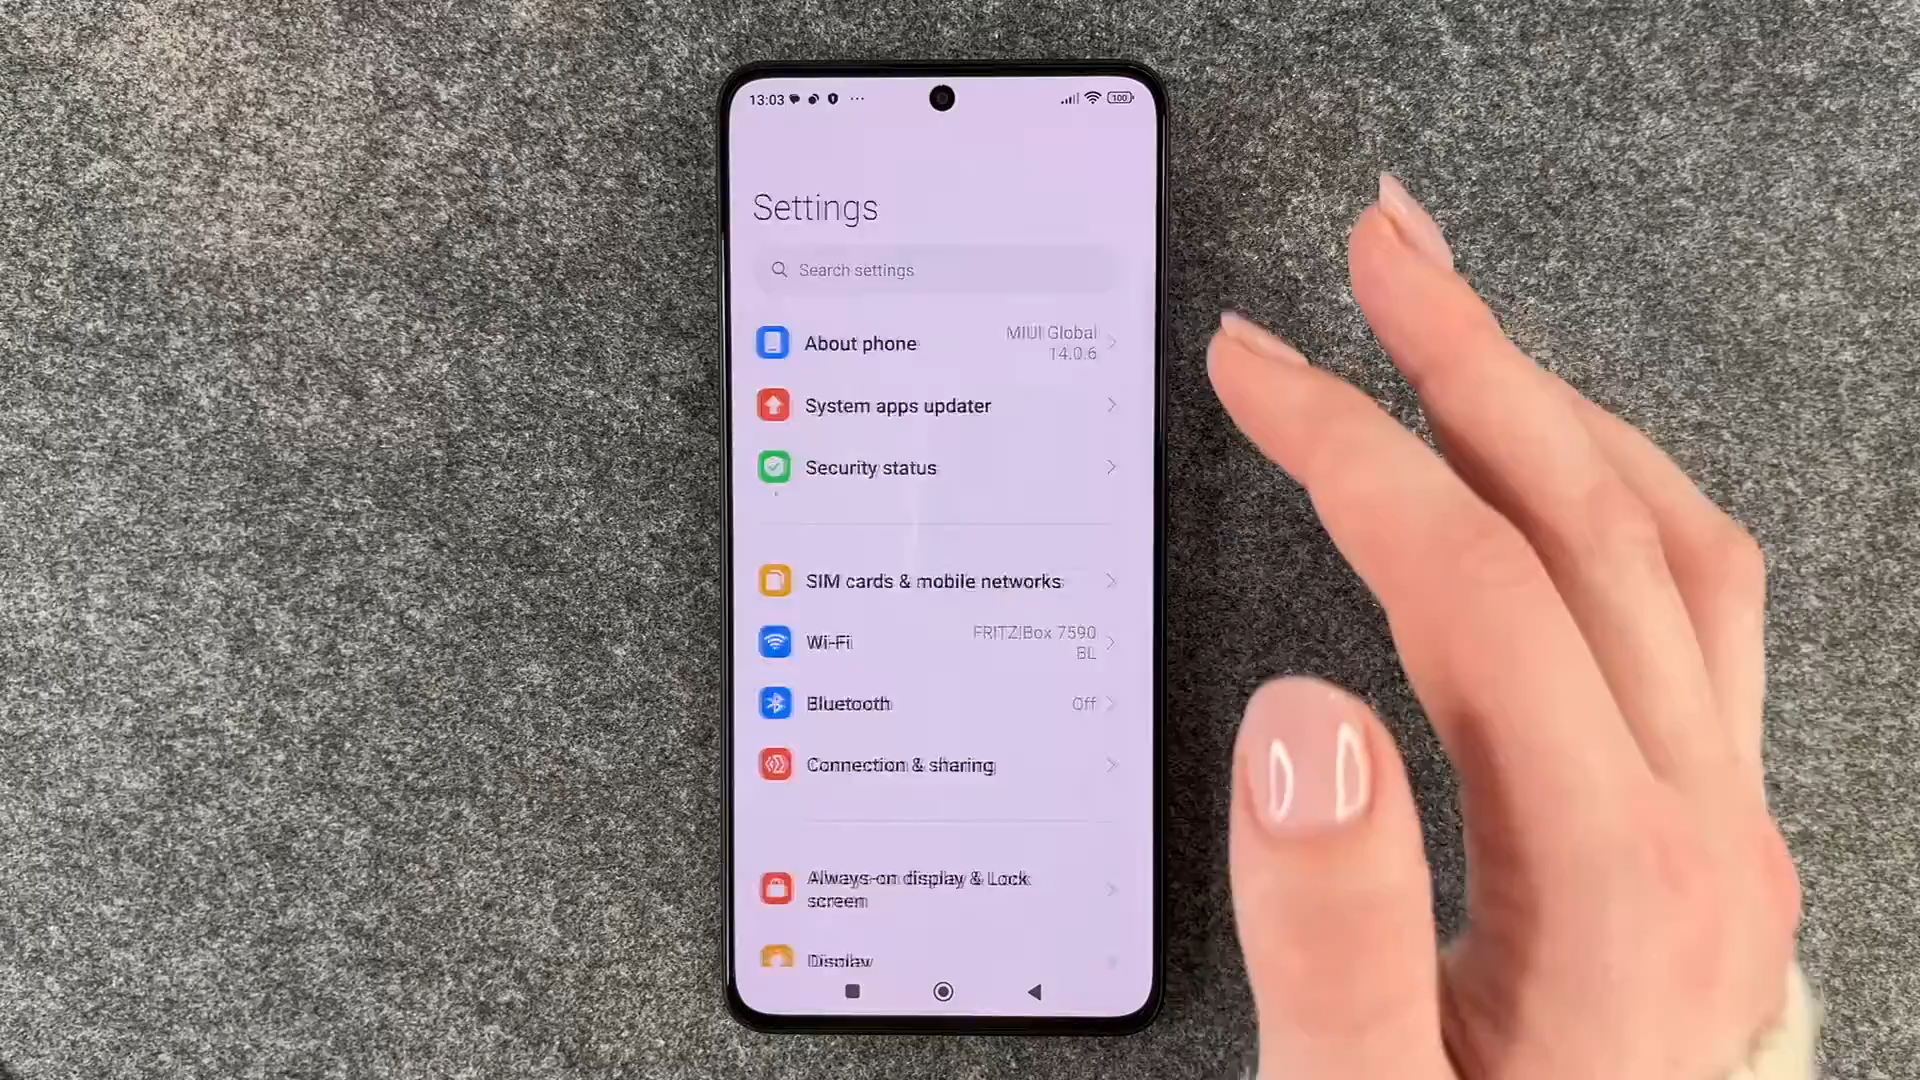 13:03
100
Settings
Search settings
About phone
MIUI Global
14.0.6
System apps updater
Security status
SIM cards & mobile networks
Wi-Fi
FRITZ!Box 7590
BL
Bluetooth
Off
Connection & sharing
Always-on display & Lock
screen
Display